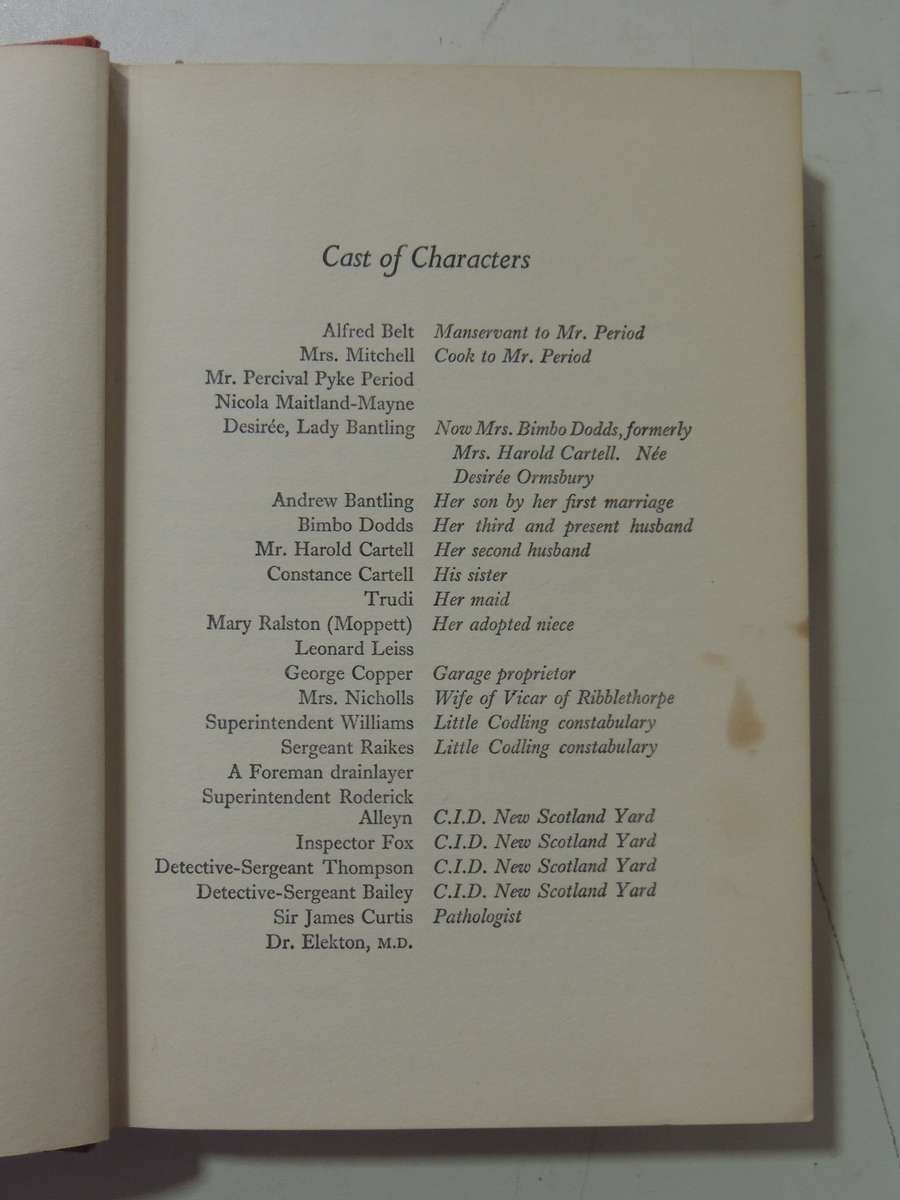 Cast of Characters
Alfred Belt Manservant to Mr. Period
Mrs. Mitchell Cook to Mr. Period
Mr. Percival Pyke Period
Nicola Maitland-Mayne
Desirée, Lady Bantling Now Mrs. Bimbo Dodds, formerly
Mrs. Harold Cartell. Née
Desirée Ormsbury
Andrew Bantling Her son by her first marriage
Bimbo Dodds Her third and present husband
Mr. Harold Cartell Her second husband
Constance Cartell His sister
Trudi Her maid
Mary Ralston (Moppett) Her adopted niece
Leonard Leiss
George Copper Garage proprietor
Mrs. Nicholls Wife of Vicar of Ribblethorpe
Superintendent Williams Little Codling constabulary
Sergeant Raikes Little Codling constabulary
A Foreman drainlayer
Superintendent Roderick
Alleyn C.I.D. New Scotland Yard
Inspector Fox C.I.D. New Scotland Yard
Detective-Sergeant Thompson C.I.D. New Scotland Yard
Detective-Sergeant Bailey C.I.D. New Scotland Yard
Sir James Curtis Pathologist
Dr. Elekton, M.D.